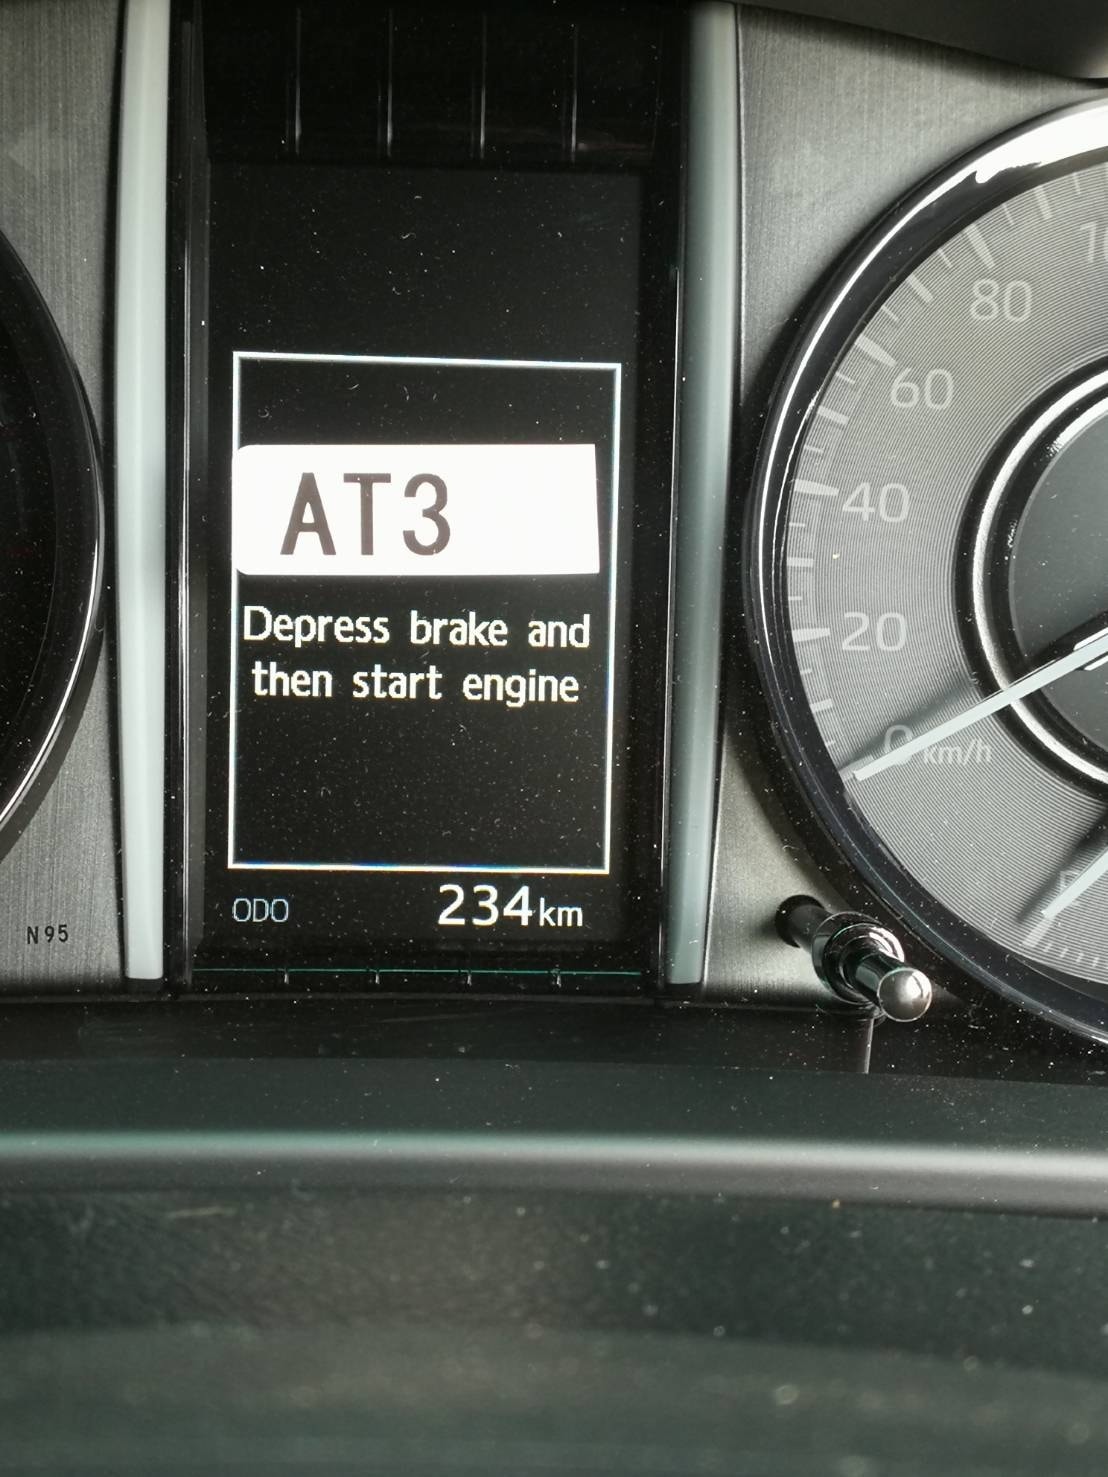 AT3
Depress brake and
then start engine
ODO 234km
N95
80
60
40
20
0 km/h